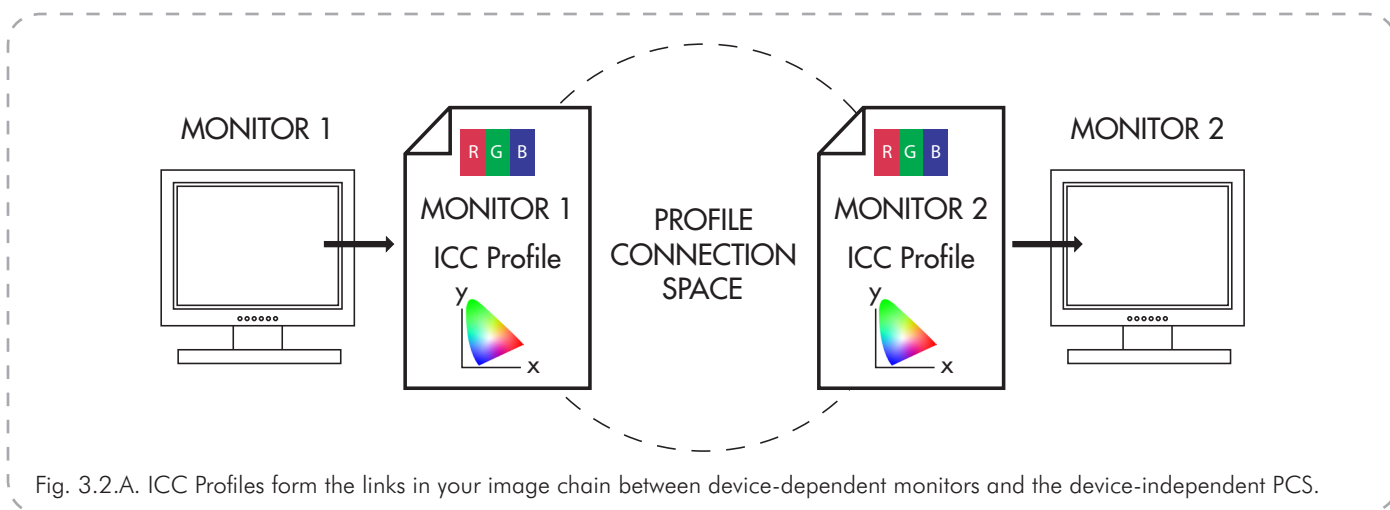 MONITOR 1
R G B
MONITOR 1
ICC Profile
y
x
PROFILE
CONNECTION
SPACE
R G B
MONITOR 2
ICC Profile
y
x
MONITOR 2
Fig. 3.2.A. ICC Profiles form the links in your image chain between device-dependent monitors and the device-independent PCS.